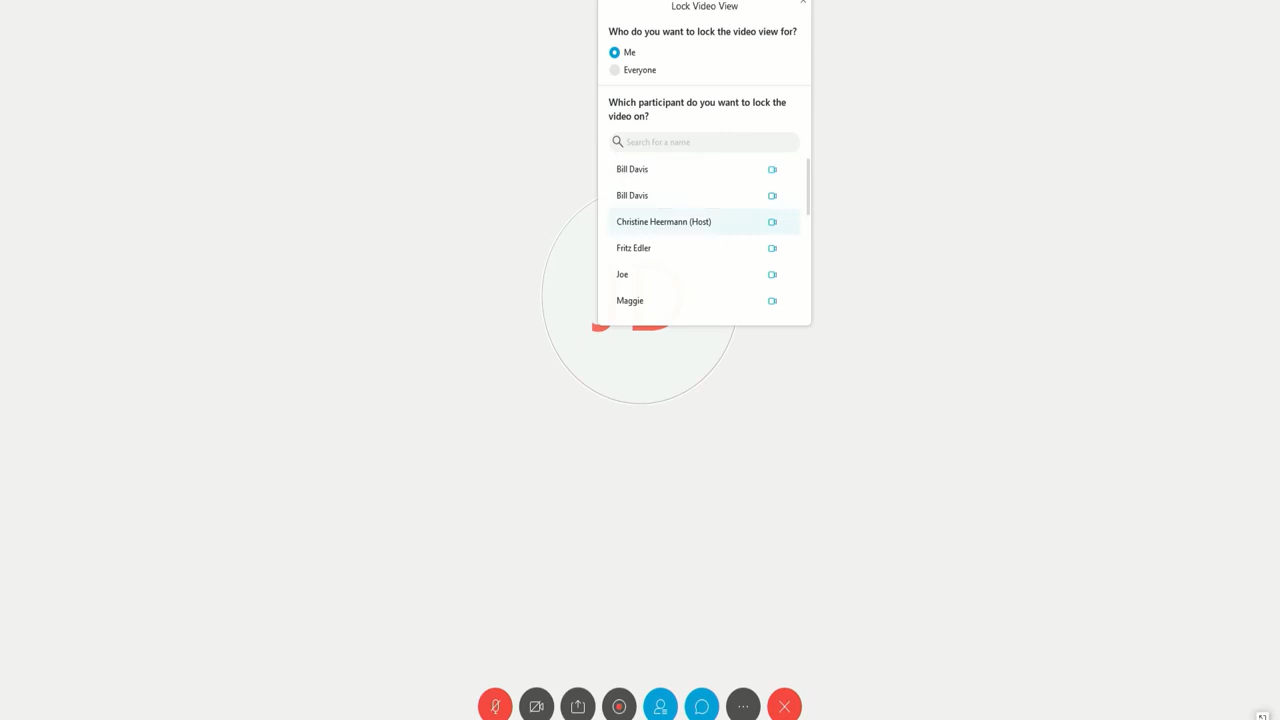 Lock Video View
Who do you want to lock the video view for?
Me
Everyone
Which participant do you want to lock the
video on?
Search for a name
Bill Davis
Bill Davis
Christine Heermann (Host)
Fritz Edler
Joe
Maggie